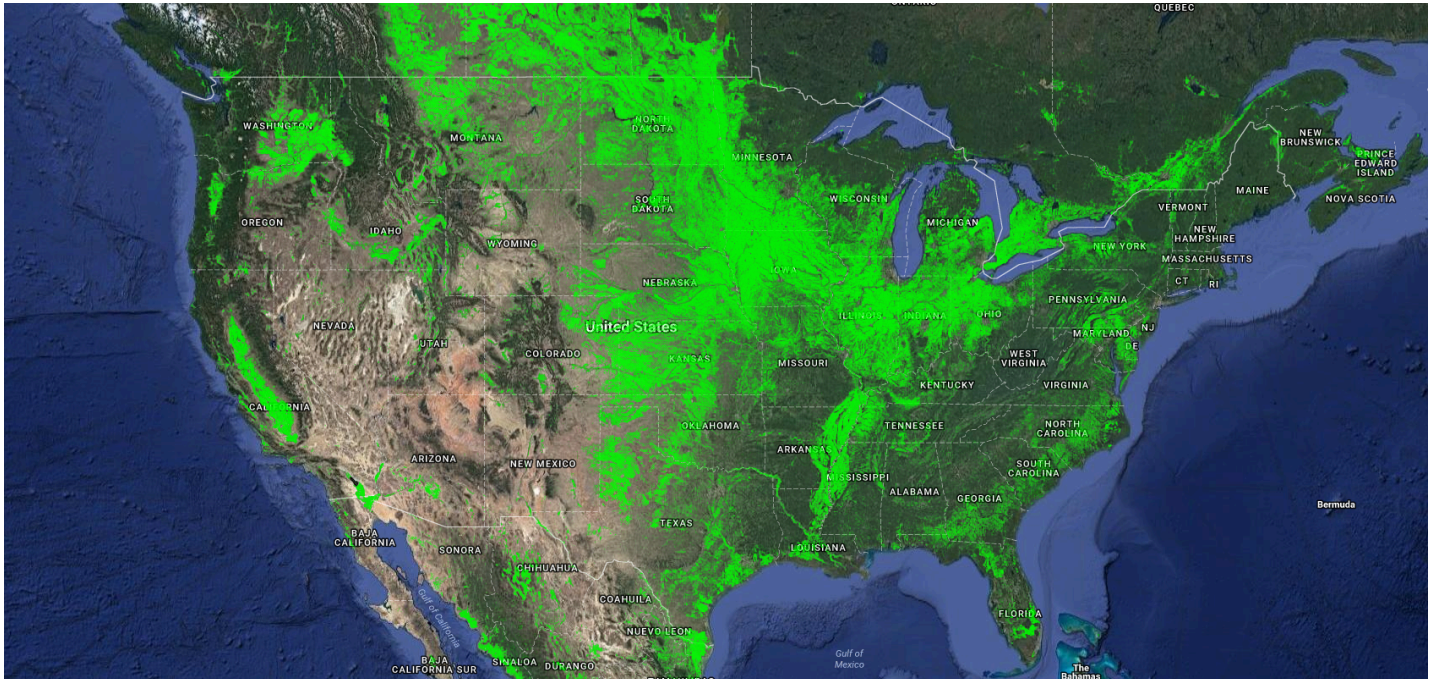 QUEBEC
WASHINGTON
MONTANA
NORTH
DAKOTA
MINNESOTA
NEW
BRUNSWICK
PRINCE
EDWARD
ISLAND
MAINE
NOVA SCOTIA
OREGON
IDAHO
WYOMING
SOUTH
DAKOTA
WISCONSIN
MICHIGAN
VERMONT
NEW
HAMPSHIRE
NEW YORK
MASSACHUSETTS
CT
RI
NEBRASKA
IOWA
PENNSYLVANIA
NEVADA
UTAH
COLORADO
United States
KANSAS
MISSOURI
ILLINOIS
INDIANA
OHIO
WEST
VIRGINIA
MARYLAND
NJ
DE
KENTUCKY
VIRGINIA
CALIFORNIA
ARIZONA
NEW MEXICO
OKLAHOMA
ARKANSAS
TENNESSEE
NORTH
CAROLINA
SOUTH
CAROLINA
MISSISSIPPI
ALABAMA
GEORGIA
Bermuda
BAJA
CALIFORNIA
SONORA
CHIHUAHUA
TEXAS
LOUISIANA
COAHUILA
FLORIDA
Gulf of California
NUEVO LEON
BAJA
CALIFORNIA SUR
SINALOA
DURANGO
Gulf of
Mexico
The
Bahamas